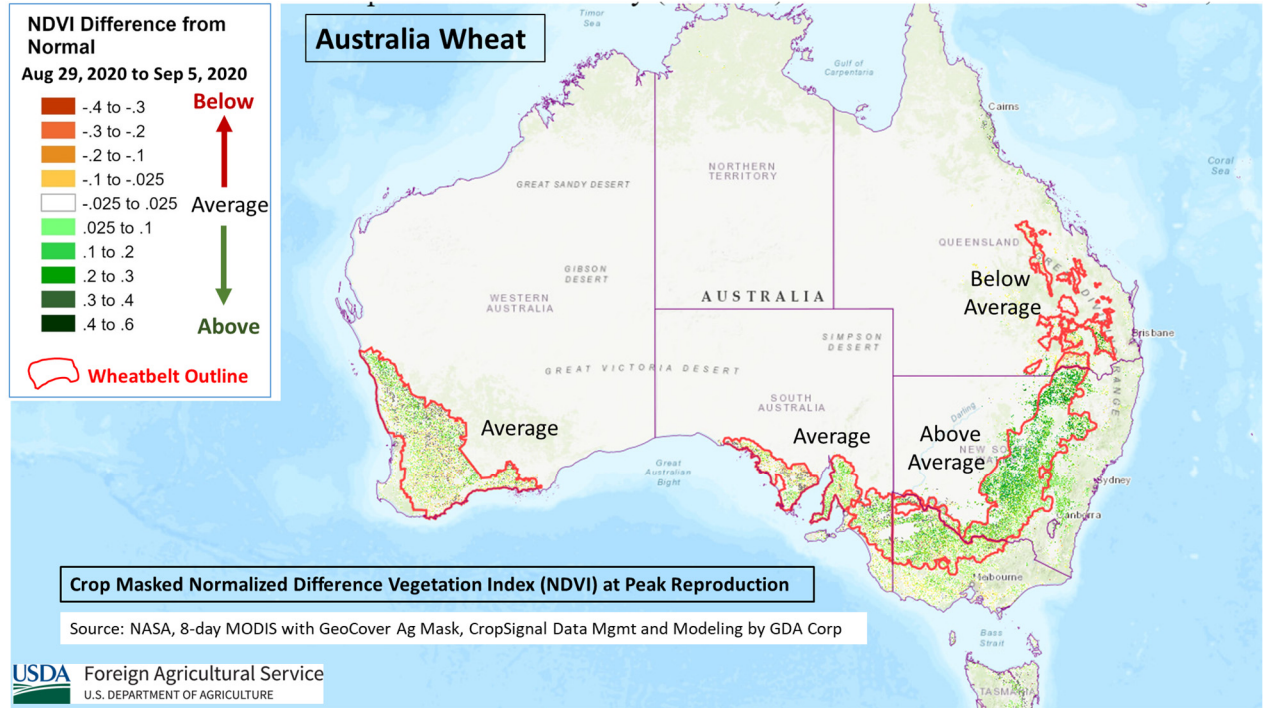 NDVI Difference from
Normal
Aug 29, 2020 to Sep 5, 2020
-.4 to -.3
-.3 to -.2
-.2 to -.1
-.1 to -.025
-.025 to .025
.025 to .1
.1 to .2
.2 to .3
.3 to .4
.4 to .6
Below
Average
Above
Wheatbelt Outline
Australia Wheat
Timor
Sea
Gulf of
Carpentaria
Cairns
Coral
Sea
NORTHERN
TERRITORY
GREAT SANDY DESERT
QUEENSLAND
GIBSON
DESERT
Below
Average
WESTERN
AUSTRALIA
AUSTRALIA
SIMPSON
DESERT
Brisbane
GREAT VICTORIA DESERT
RANGE
SOUTH
AUSTRALIA
Darling
Average
Average
Above
Average
NEW SO
Great
Australian
Bight
Sydney
Canberra
Melbourne
Bass
Strait
TASMANIA
Crop Masked Normalized Difference Vegetation Index (NDVI) at Peak Reproduction
Source: NASA, 8-day MODIS with GeoCover Ag Mask, CropSignal Data Mgmt and Modeling by GDA Corp
USDA
Foreign Agricultural Service
U.S. DEPARTMENT OF AGRICULTURE